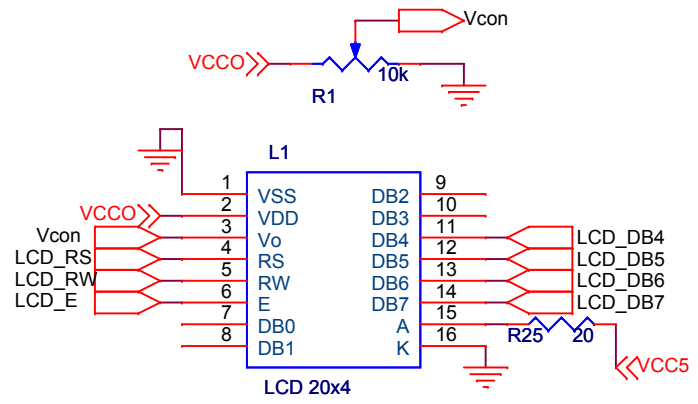 Vcon
VCCO
10k
R1
L1
1 VSS DB2 9
VCCO 2 VDD DB3 10
Vcon 3 Vo DB4 11 LCD_DB4
LCD_RS 4 RS DB5 12 LCD_DB5
LCD_RW 5 RW DB6 13 LCD_DB6
LCD_E 6 E DB7 14 LCD_DB7
7 DB0 A 15 R25 20
8 DB1 K 16 VCC5
LCD 20x4